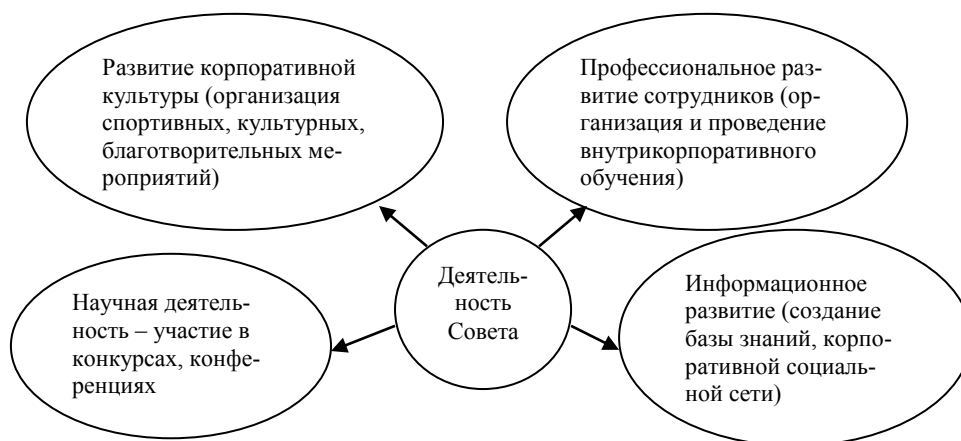 Развитие корпоративной
культуры (организация
спортивных, культурных,
благотворительных ме-
роприятий)
Профессиональное раз-
витие сотрудников (ор-
ганизация и проведение
внутрикорпоративного
обучения)
Деятель-
ность
Совета
Научная деятель-
ность – участие в
конкурсах, конфе-
ренциях
Информационное
развитие (создание
базы знаний, корпо-
ративной социаль-
ной сети)